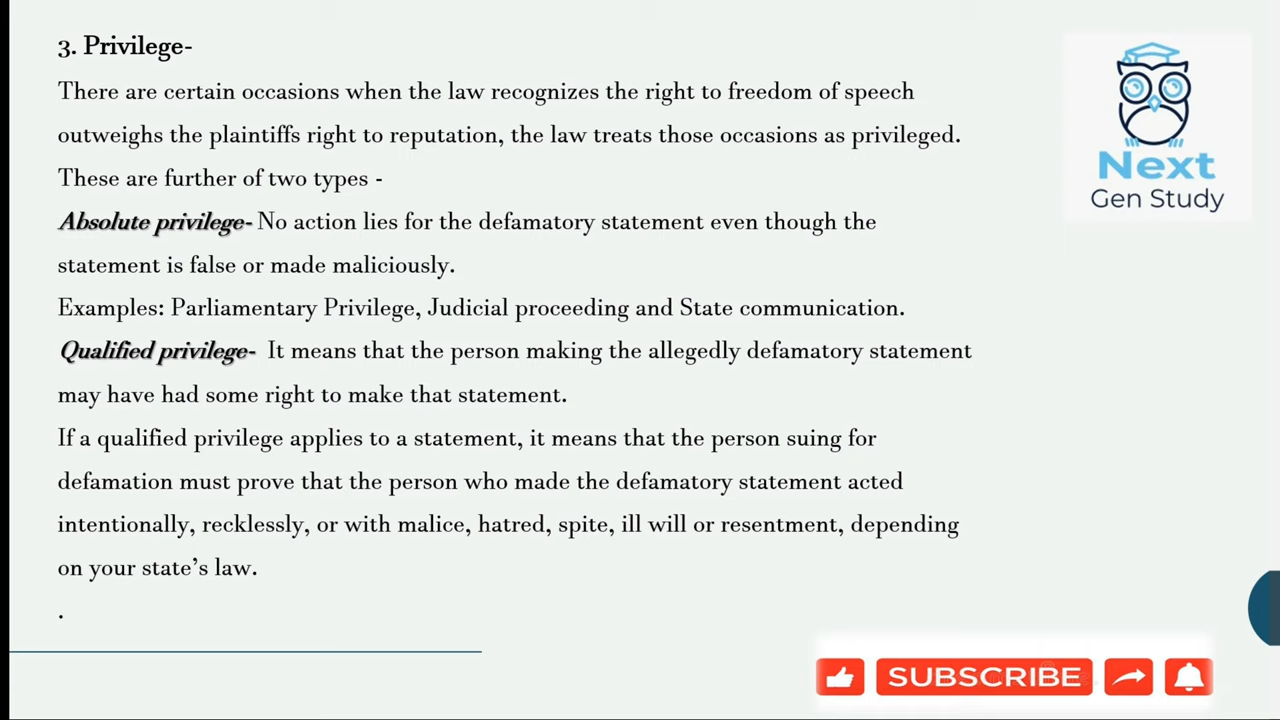 3. Privilege-
There are certain occasions when the law recognizes the right to freedom of speech
outweighs the plaintiffs right to reputation, the law treats those occasions as privileged.
These are further of two types -
Absolute privilege- No action lies for the defamatory statement even though the
statement is false or made maliciously.
Examples: Parliamentary Privilege, Judicial proceeding and State communication.
Qualified privilege- It means that the person making the allegedly defamatory statement
may have had some right to make that statement.
If a qualified privilege applies to a statement, it means that the person suing for
defamation must prove that the person who made the defamatory statement acted
intentionally, recklessly, or with malice, hatred, spite, ill will or resentment, depending
on your state’s law.
.
Next
Gen Study
SUBSCRIBE